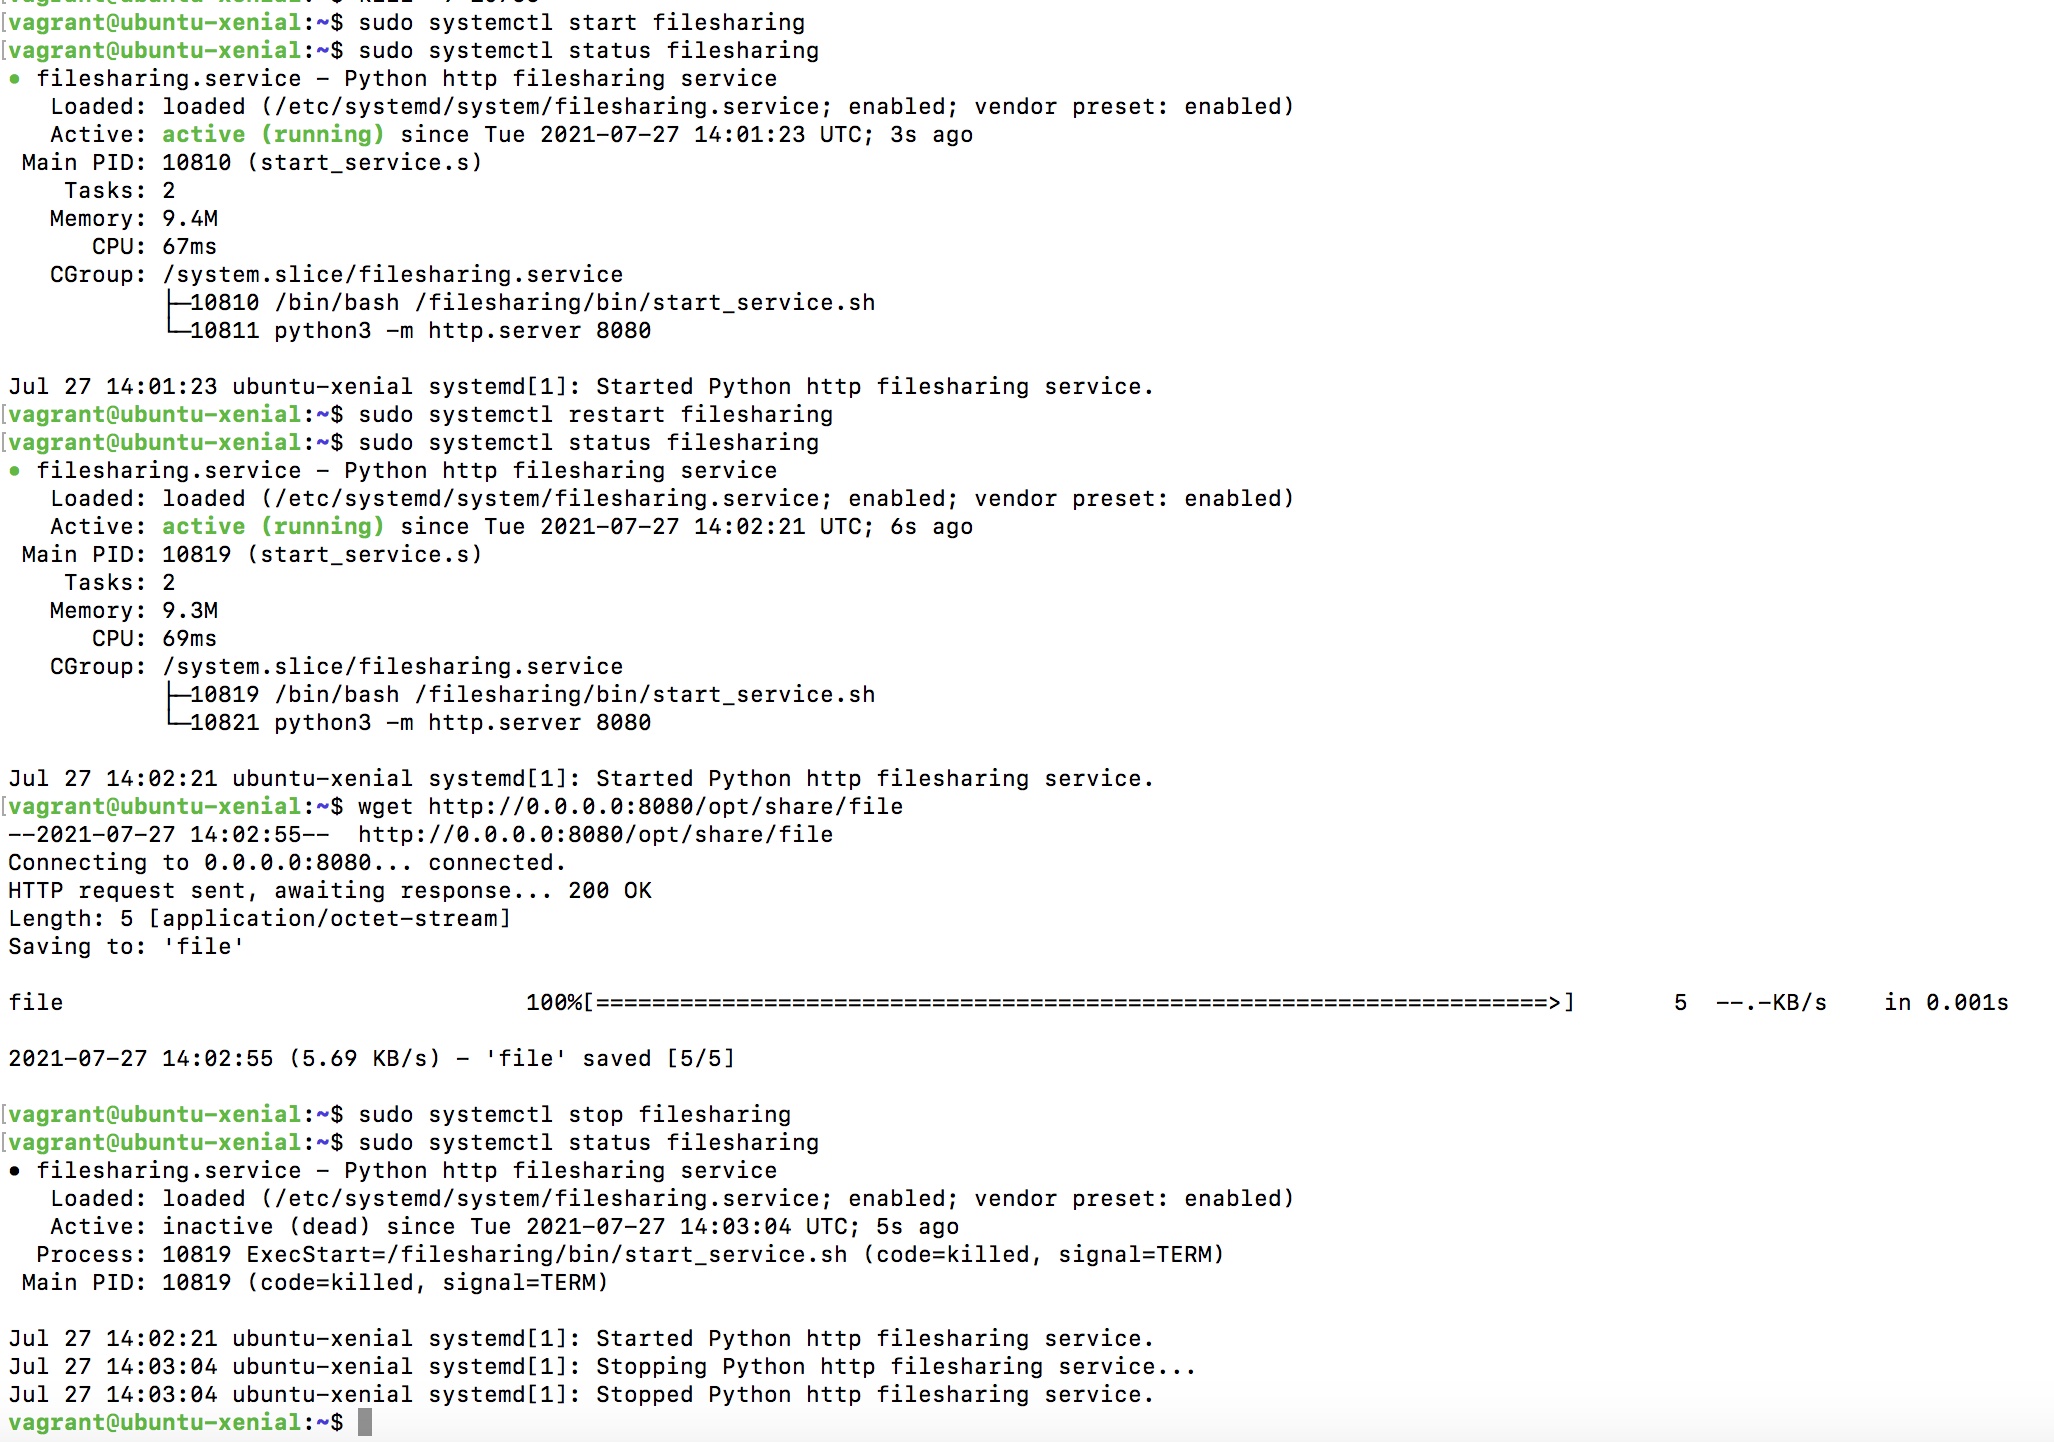 [vagrant@ubuntu-xenial:~$ sudo systemctl start filesharing
[vagrant@ubuntu-xenial:~$ sudo systemctl status filesharing
● filesharing.service - Python http filesharing service
   Loaded: loaded (/etc/systemd/system/filesharing.service; enabled; vendor preset: enabled)
   Active: active (running) since Tue 2021-07-27 14:01:23 UTC; 3s ago
 Main PID: 10810 (start_service.s)
    Tasks: 2
   Memory: 9.4M
      CPU: 67ms
   CGroup: /system.slice/filesharing.service
           ├─10810 /bin/bash /filesharing/bin/start_service.sh
           └─10811 python3 -m http.server 8080
Jul 27 14:01:23 ubuntu-xenial systemd[1]: Started Python http filesharing service.
[vagrant@ubuntu-xenial:~$ sudo systemctl restart filesharing
[vagrant@ubuntu-xenial:~$ sudo systemctl status filesharing
● filesharing.service - Python http filesharing service
   Loaded: loaded (/etc/systemd/system/filesharing.service; enabled; vendor preset: enabled)
   Active: active (running) since Tue 2021-07-27 14:02:21 UTC; 6s ago
 Main PID: 10819 (start_service.s)
    Tasks: 2
   Memory: 9.3M
      CPU: 69ms
   CGroup: /system.slice/filesharing.service
           ├─10819 /bin/bash /filesharing/bin/start_service.sh
           └─10821 python3 -m http.server 8080
Jul 27 14:02:21 ubuntu-xenial systemd[1]: Started Python http filesharing service.
[vagrant@ubuntu-xenial:~$ wget http://0.0.0.0:8080/opt/share/file
--2021-07-27 14:02:55--  http://0.0.0.0:8080/opt/share/file
Connecting to 0.0.0.0:8080... connected.
HTTP request sent, awaiting response... 200 OK
Length: 5 [application/octet-stream]
Saving to: 'file'
file                                 100%[====================================================================>]       5  --.-KB/s    in 0.001s
2021-07-27 14:02:55 (5.69 KB/s) - 'file' saved [5/5]
[vagrant@ubuntu-xenial:~$ sudo systemctl stop filesharing
[vagrant@ubuntu-xenial:~$ sudo systemctl status filesharing
● filesharing.service - Python http filesharing service
   Loaded: loaded (/etc/systemd/system/filesharing.service; enabled; vendor preset: enabled)
   Active: inactive (dead) since Tue 2021-07-27 14:03:04 UTC; 5s ago
  Process: 10819 ExecStart=/filesharing/bin/start_service.sh (code=killed, signal=TERM)
 Main PID: 10819 (code=killed, signal=TERM)
Jul 27 14:02:21 ubuntu-xenial systemd[1]: Started Python http filesharing service.
Jul 27 14:03:04 ubuntu-xenial systemd[1]: Stopping Python http filesharing service...
Jul 27 14:03:04 ubuntu-xenial systemd[1]: Stopped Python http filesharing service.
vagrant@ubuntu-xenial:~$